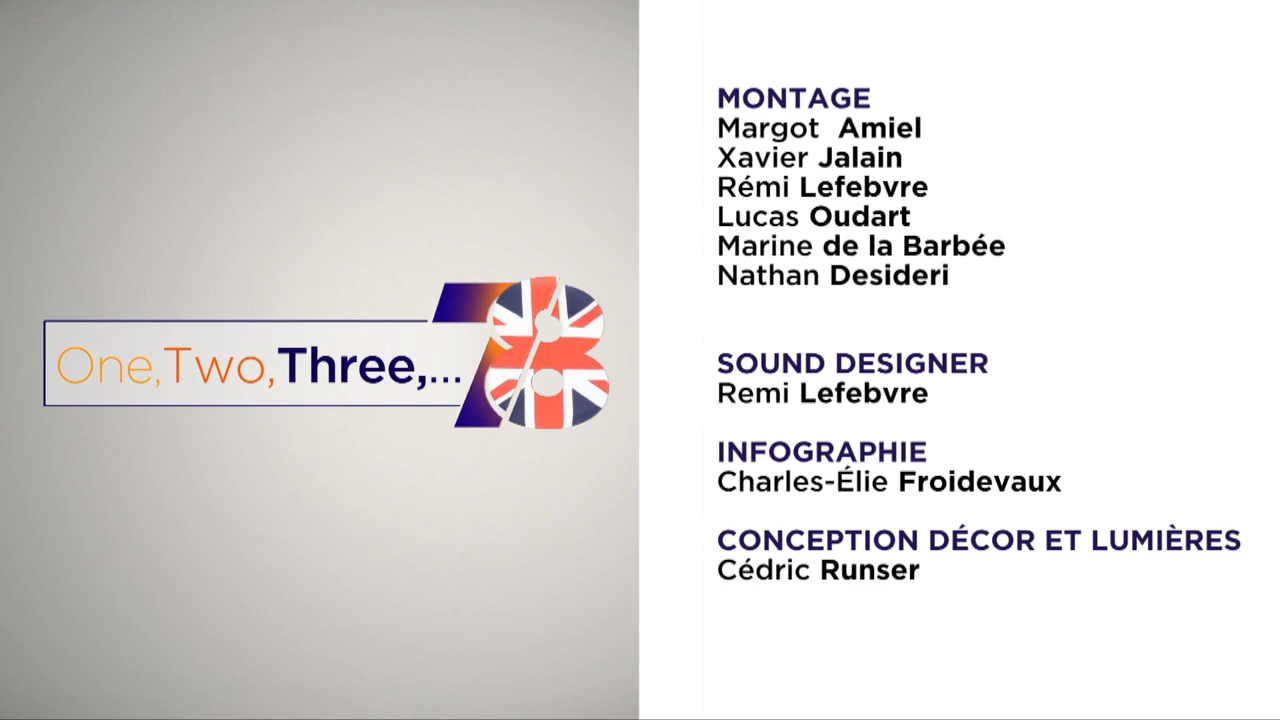 One,Two,Three,...
78
MONTAGE
Margot Amiel
Xavier Jalain
Rémi Lefebvre
Lucas Oudart
Marine de la Barbée
Nathan Desideri
SOUND DESIGNER
Remi Lefebvre
INFOGRAPHIE
Charles-Élie Froidevaux
CONCEPTION DÉCOR ET LUMIÈRES
Cédric Runser